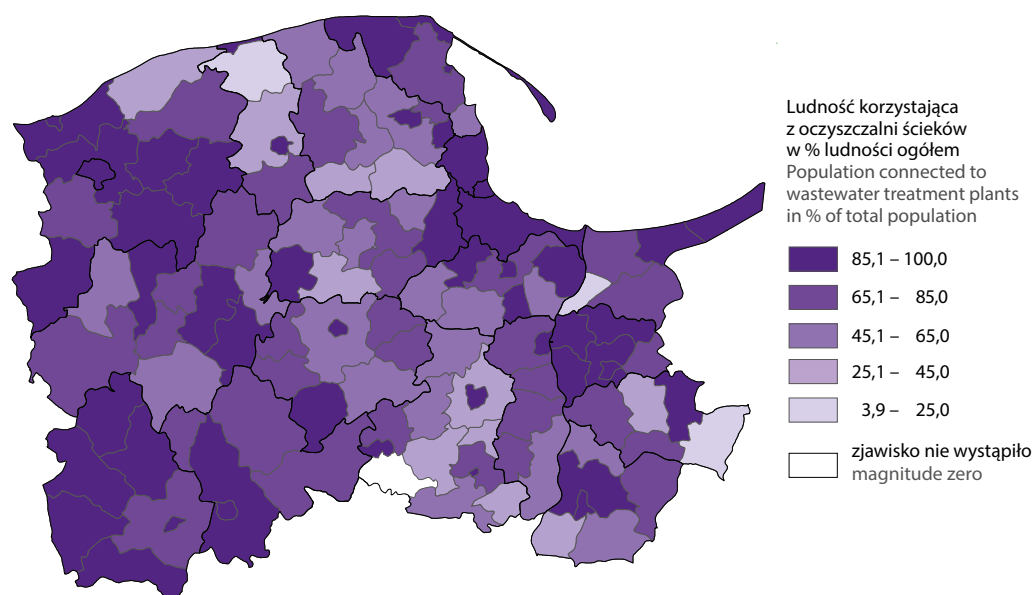 Ludność korzystająca
z oczyszczalni ścieków
w % ludności ogółem
Population connected to
wastewater treatment plants
in % of total population
85,1 – 100,0
65,1 – 85,0
45,1 – 65,0
25,1 – 45,0
3,9 – 25,0
zjawisko nie wystąpiło
magnitude zero